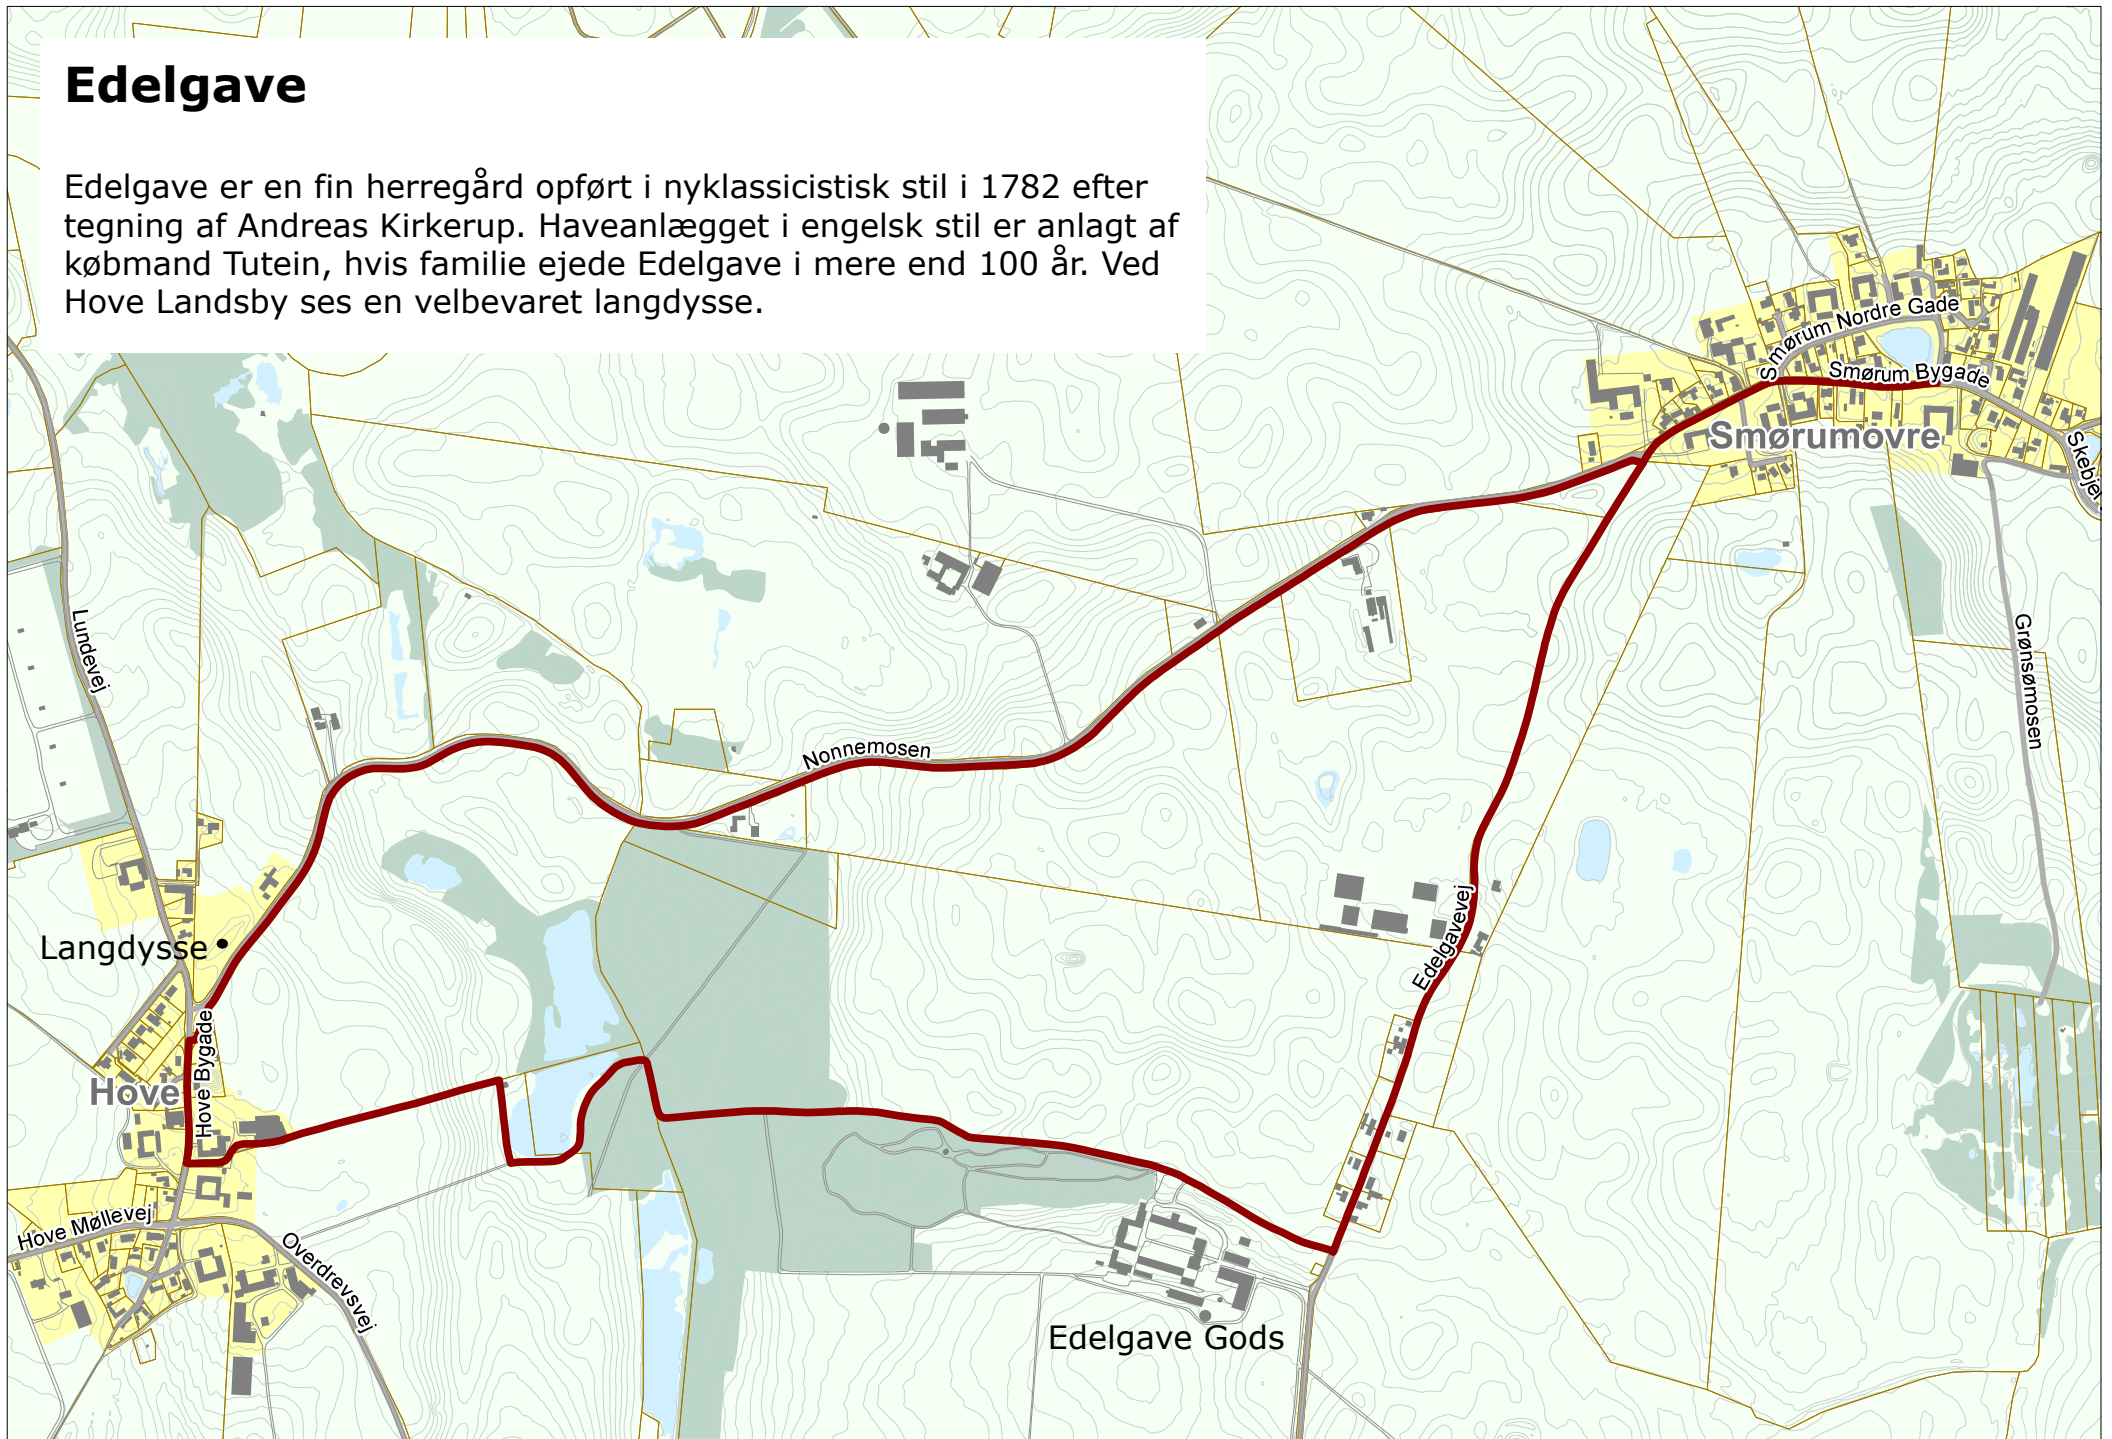 Edelgave
Edelgave er en fin herregård opført i nyklassicistisk stil i 1782 efter
tegning af Andreas Kirkerup. Haveanlægget i engelsk stil er anlagt af
købmand Tutein, hvis familie ejede Edelgave i mere end 100 år. Ved
Hove Landsby ses en velbevaret langdysse.
Smørum Nordre Gade
Smørum Bygade
Smørumovre
Skebjer
Lundevej
Grønsømosen
Nonnemosen
Edelgavevej
Langdysse
Hove Bygade
Hove
Hove Møllevej
Overdrevsvej
Edelgave Gods